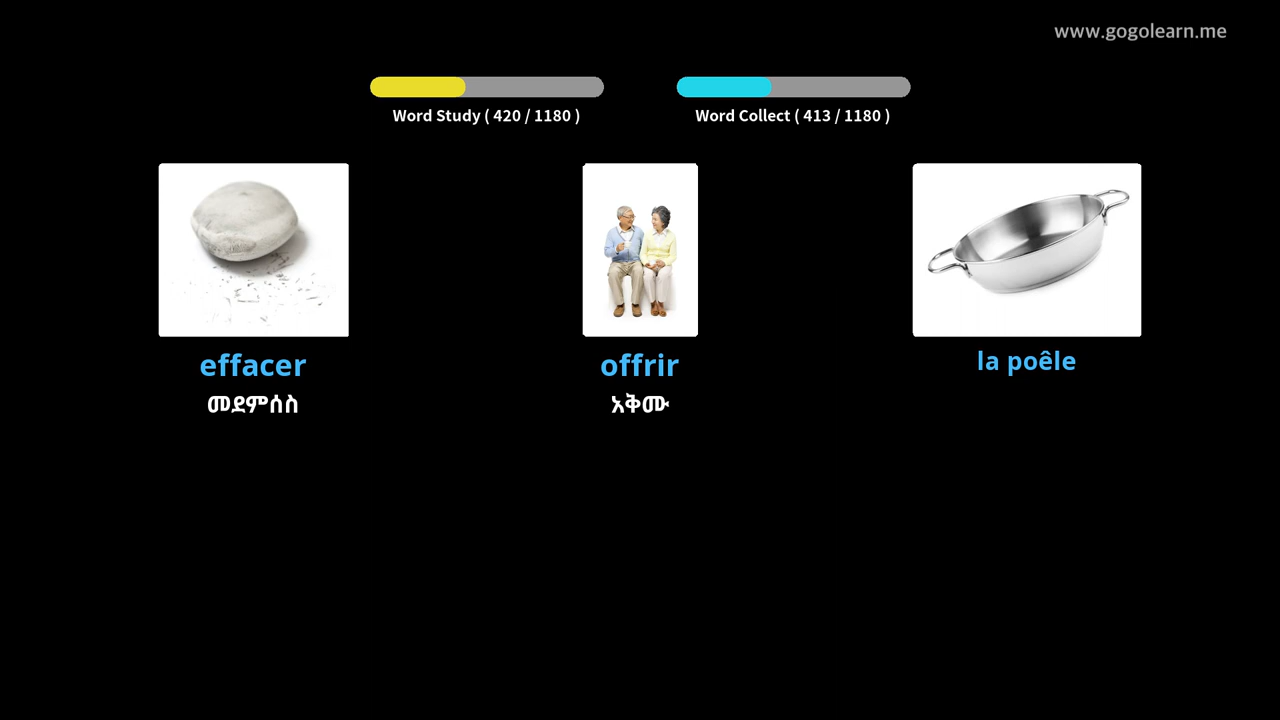 www.gogolearn.me
Word Study ( 420 / 1180 )
Word Collect ( 413 / 1180 )
effacer
offrir
la poêle
መደምሰስ
አቅሙ